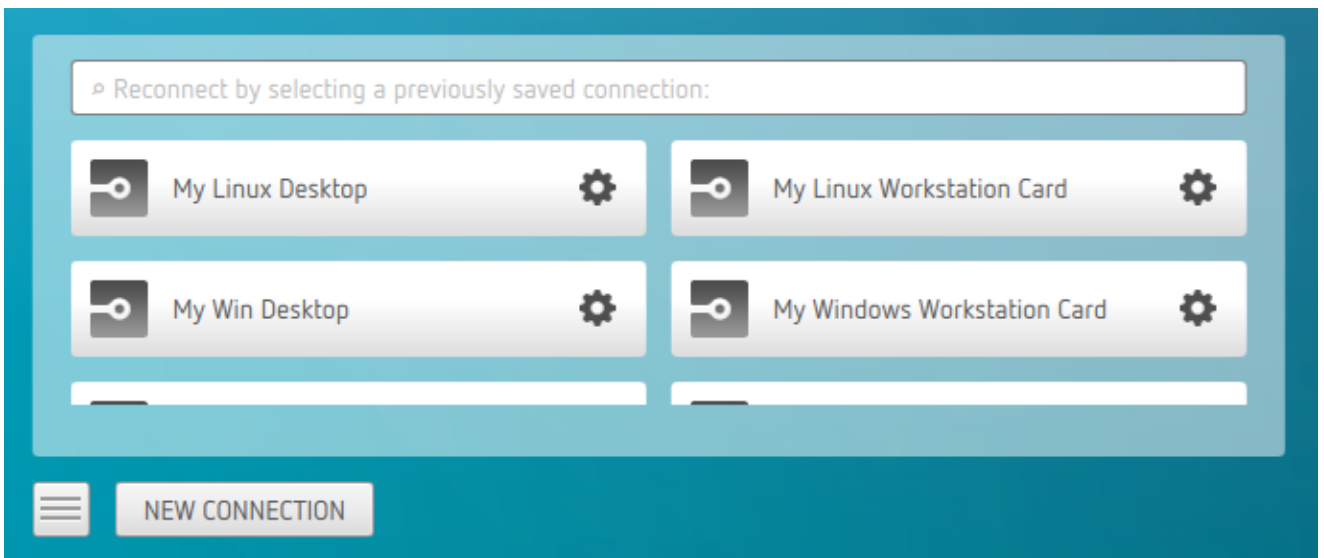 Reconnect by selecting a previously saved connection:
My Linux Desktop
My Linux Workstation Card
My Win Desktop
My Windows Workstation Card
NEW CONNECTION